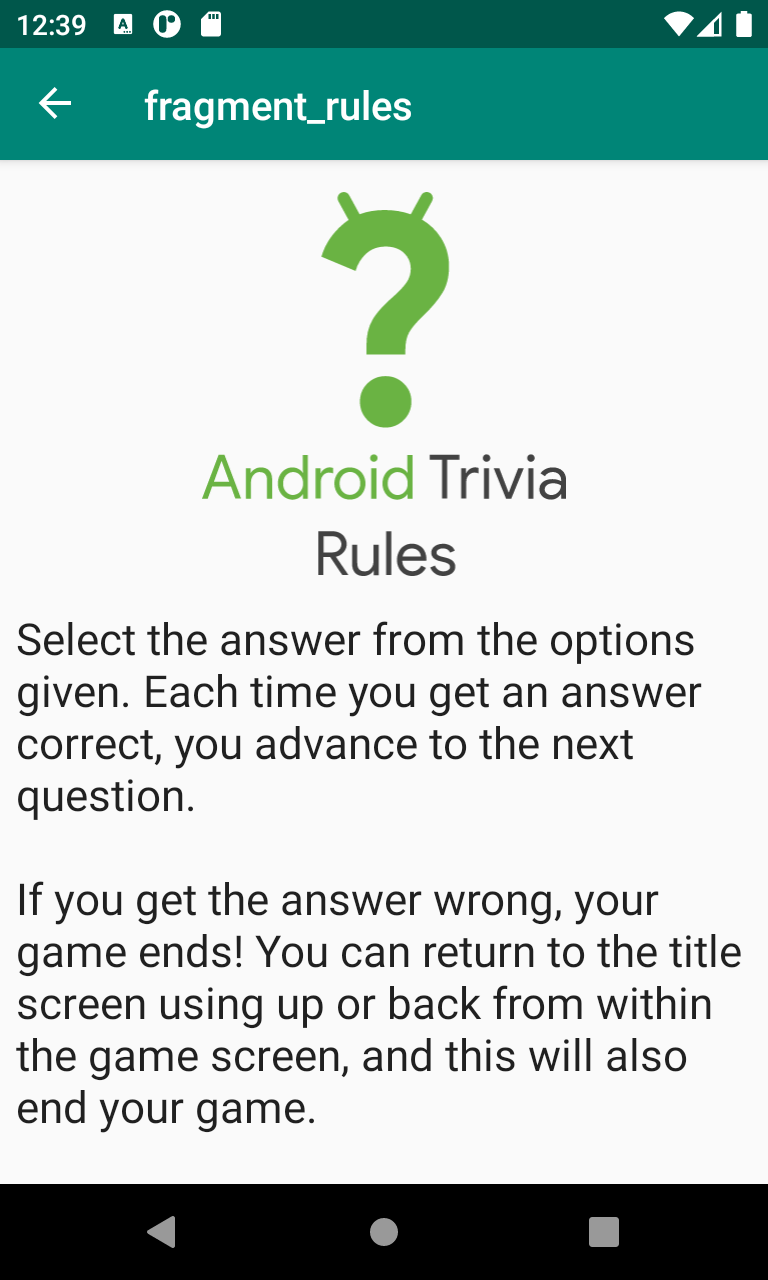 12:39
A
fragment_rules
Android Trivia
Rules
Select the answer from the options
given. Each time you get an answer
correct, you advance to the next
question.
If you get the answer wrong, your
game ends! You can return to the title
screen using up or back from within
the game screen, and this will also
end your game.